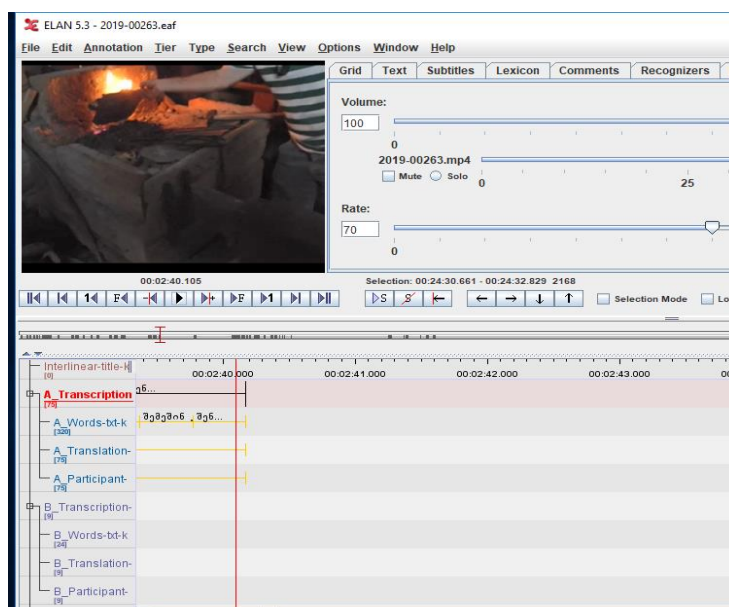 ELAN 5.3 - 2019-00263.eaf
File Edit Annotation Tier Type Search View Options Window Help
Grid Text Subtitles Lexicon Comments Recognizers
Volume:
100
0
2019-00263.mp4
Mute Solo 0 25
Rate:
70
0
00:02:40.105 Selection: 00:24:30.661 - 00:24:32.829 2168
Selection Mode Lo
Interlinear-title-k
[0]
00:02:40.000 00:02:41.000 00:02:42.000 00:02:43.000
A_Transcription
[75]
A_Words-txt-k
[320]
A_Translation-
[75]
A_Participant-
[75]
B_Transcription-
[9]
B_Words-txt-k
[24]
B_Translation-
[9]
B_Participant-
[9]